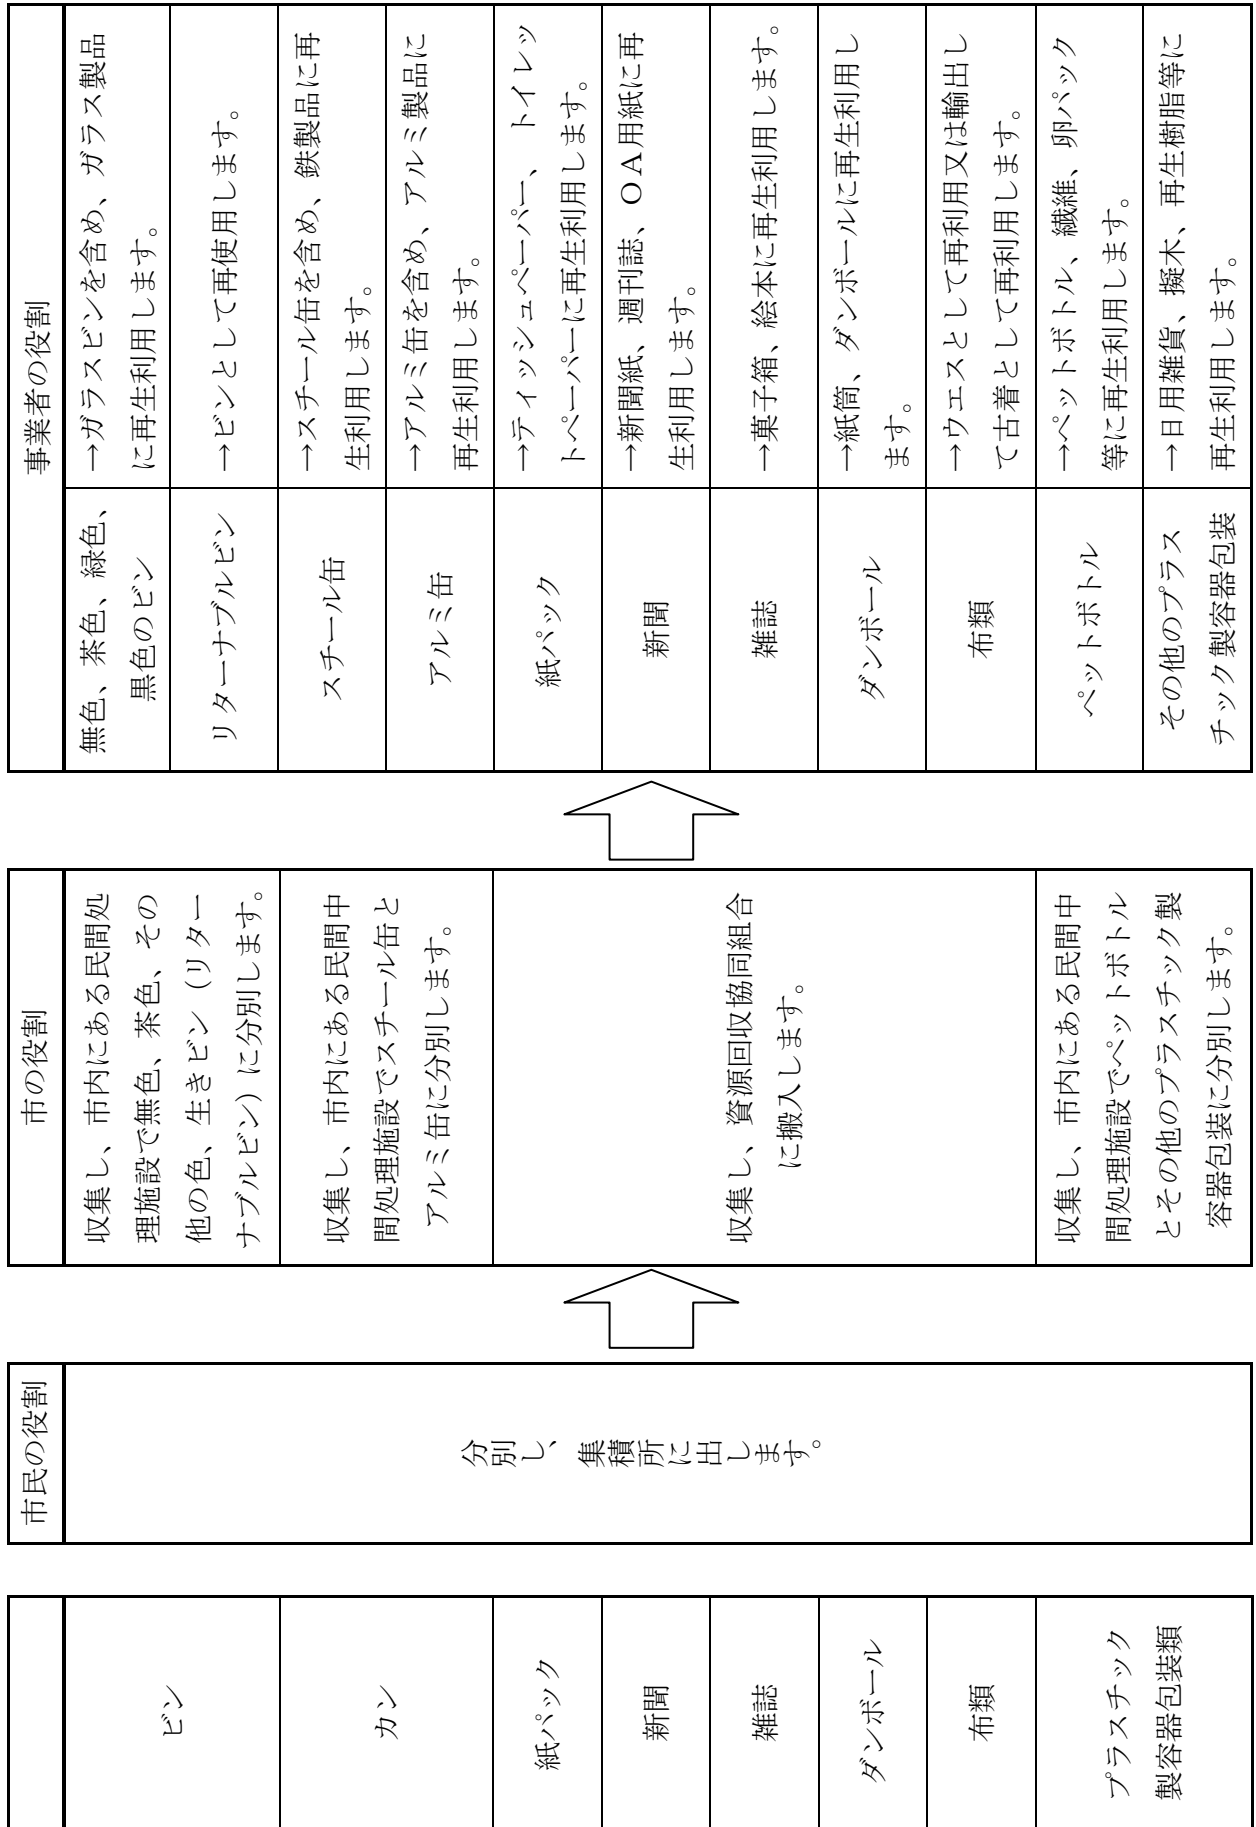 ビン
カン
紙パック
新聞
雑誌
ダンボール
布類
プラスチック
製容器包装類
市民の役割
分別し、集積所に出します。
市の役割
収集し、市内にある民間処
理施設で無色、茶色、その
他の色、生きビン（リター
ナブルビン）に分別します。
収集し、市内にある民間中
間処理施設でスチール缶と
アルミ缶に分別します。
収集し、資源回収協同組合
に搬入します。
収集し、市内にある民間中
間処理施設でペットボトル
とその他のプラスチック製
容器包装に分別します。
事業者の役割
無色、茶色、緑色、
黒色のビン
→ガラスビンを含め、ガラス製品
に再生利用します。
リターナブルビン
→ビンとして再使用します。
スチール缶
→スチール缶を含め、鉄製品に再
生利用します。
アルミ缶
→アルミ缶を含め、アルミ製品に
再生利用します。
紙パック
→ティッシュペーパー、トイレッ
トペーパーに再生利用します。
新聞
→新聞紙、週刊誌、ＯＡ用紙に再
生利用します。
雑誌
→菓子箱、絵本に再生利用します。
ダンボール
→紙筒、ダンボールに再生利用し
ます。
布類
→ウエスとして再利用又は輸出し
て古着として再利用します。
ペットボトル
→ペットボトル、繊維、卵パック
等に再生利用します。
その他のプラス
チック製容器包装
→日用雑貨、擬木、再生樹脂等に
再生利用します。